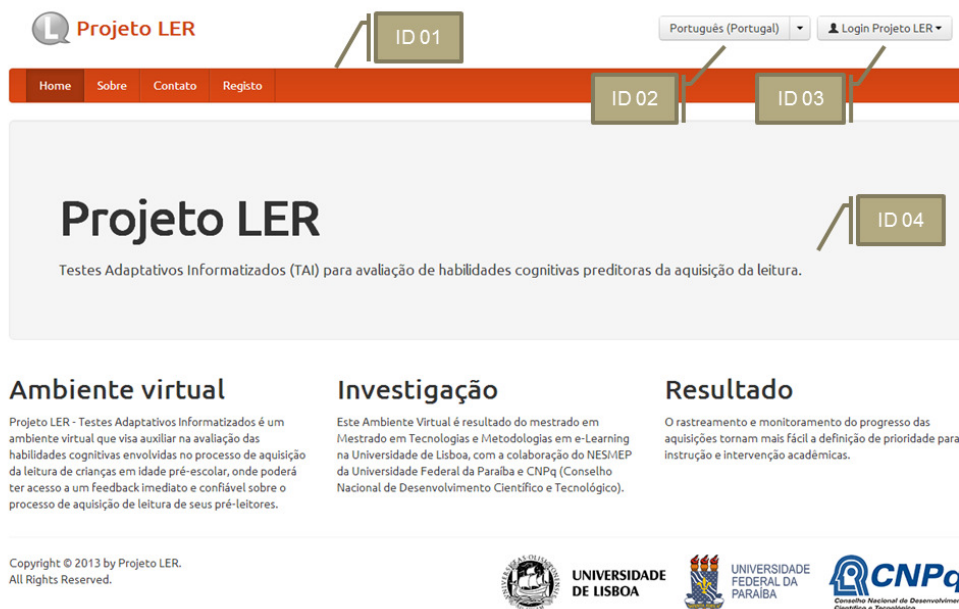 L Projeto LER
ID 01
Português (Portugal)
Login Projeto LER
Home Sobre Contato Registo
ID 02
ID 03
Projeto LER
ID 04
Testes Adaptativos Informatizados (TAI) para avaliação de habilidades cognitivas preditoras da aquisição da leitura.
Ambiente virtual
Projeto LER - Testes Adaptativos Informatizados é um
ambiente virtual que visa auxiliar na avaliação das
habilidades cognitivas envolvidas no processo de aquisição
da leitura de crianças em idade pré-escolar, onde poderá
ter acesso a um feedback imediato e confiável sobre o
processo de aquisição de leitura de seus pré-leitores.
Investigação
Este Ambiente Virtual é resultado do mestrado em
Mestrado em Tecnologias e Metodologias em e-Learning
na Universidade de Lisboa, com a colaboração do NESMEP
da Universidade Federal da Paraíba e CNPq (Conselho
Nacional de Desenvolvimento Científico e Tecnológico).
Resultado
O rastreamento e monitoramento do progresso das
aquisições tornam mais fácil a definição de prioridade para
instrução e intervenção acadêmicas.
Copyright © 2013 by Projeto LER.
All Rights Reserved.
UNIVERSIDADE
DE LISBOA
UNIVERSIDADE
FEDERAL DA
PARAÍBA
CNPq
Conselho Nacional de Desenvolvimen
Científico e Tecnológico